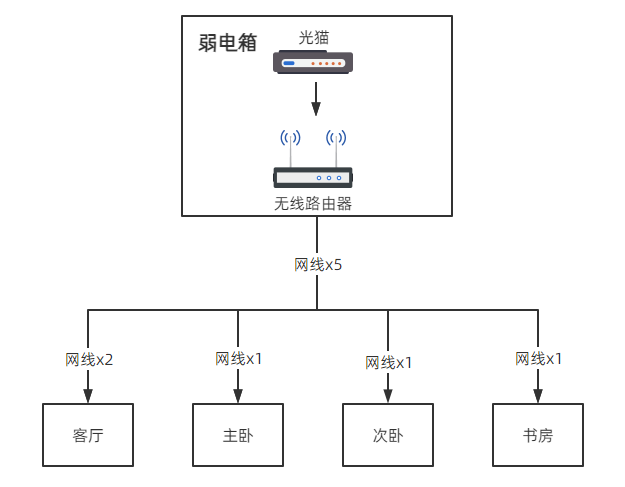 弱电箱
光猫
无线路由器
网线x5
网线x2
网线x1
网线x1
网线x1
客厅
主卧
次卧
书房